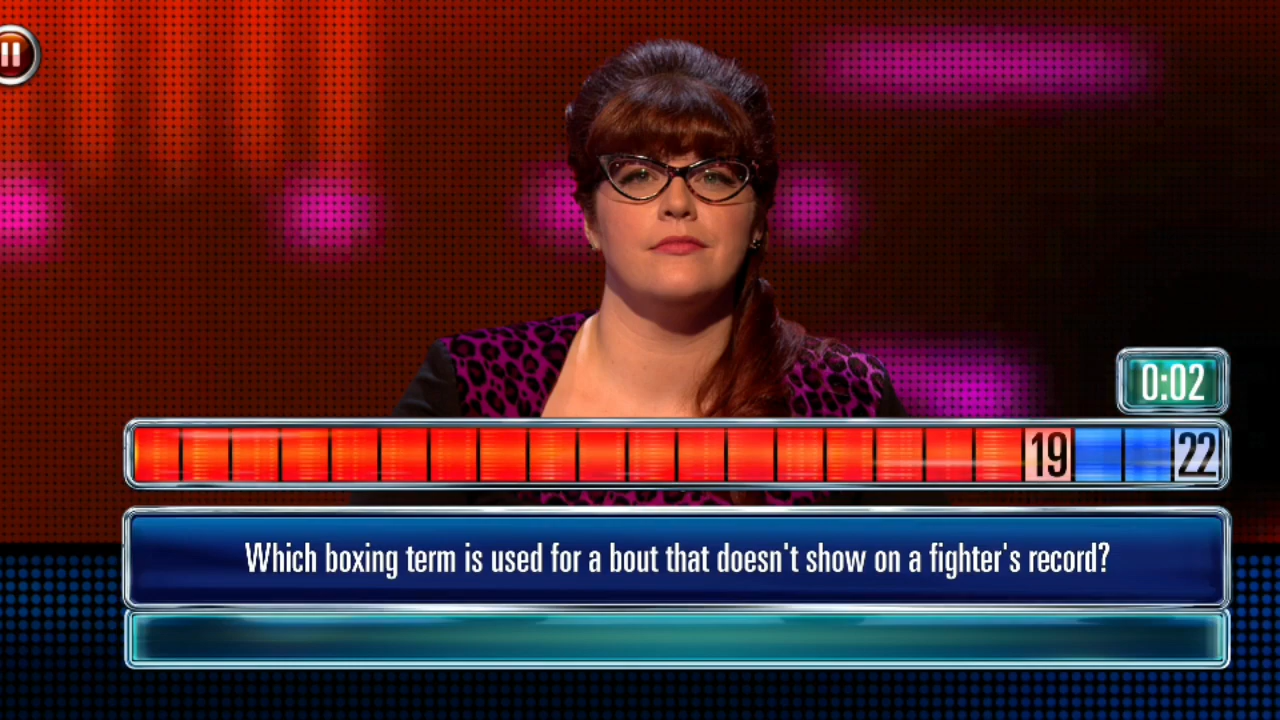 0:02
19
22
Which boxing term is used for a bout that doesn't show on a fighter's record?